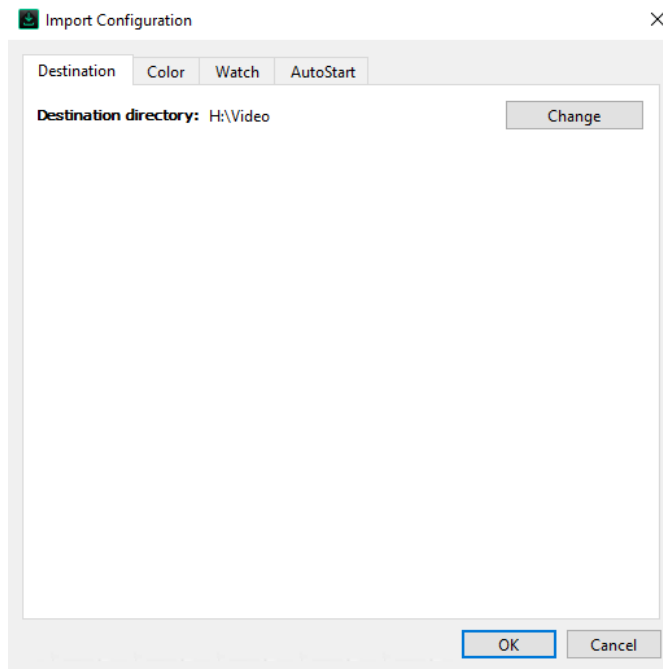 Import Configuration
Destination Color Watch AutoStart
Destination directory: H:\Video Change
OK Cancel